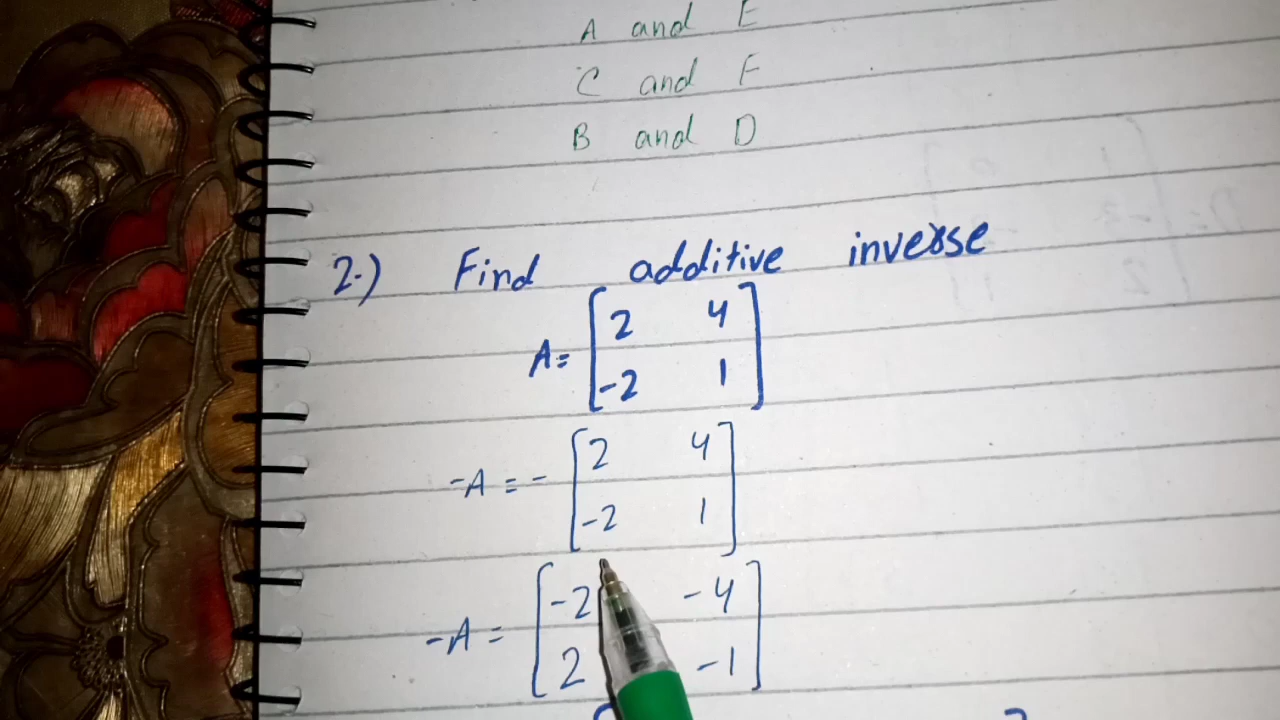 A and E
C and F
B and D
2.) Find additive inverse
A = [ 2 4
-2 1 ]
-A = - [ 2 4
-2 1 ]
-A = [ -2 -4
2 -1 ]